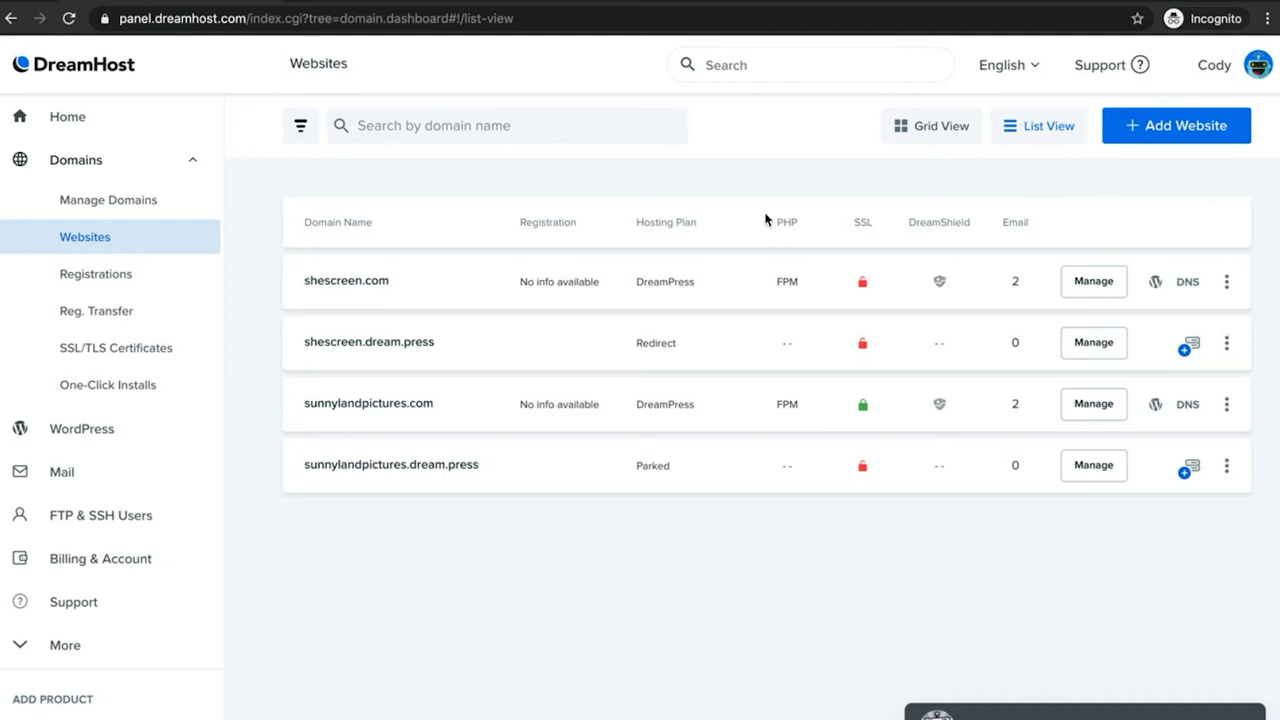 panel.dreamhost.com/index.cgi?tree=domain.dashboard#!/list-view
Incognito
DreamHost
Websites
Search
English
Support
Cody
Home
Domains
Manage Domains
Websites
Registrations
Reg. Transfer
SSL/TLS Certificates
One-Click Installs
WordPress
Mail
FTP & SSH Users
Billing & Account
Support
More
ADD PRODUCT
Search by domain name
Grid View
List View
+ Add Website
Domain Name Registration Hosting Plan PHP SSL DreamShield Email
shescreen.com No info available DreamPress FPM 2 Manage DNS
shescreen.dream.press Redirect -- -- 0 Manage
sunnylandpictures.com No info available DreamPress FPM 2 Manage DNS
sunnylandpictures.dream.press Parked -- -- 0 Manage